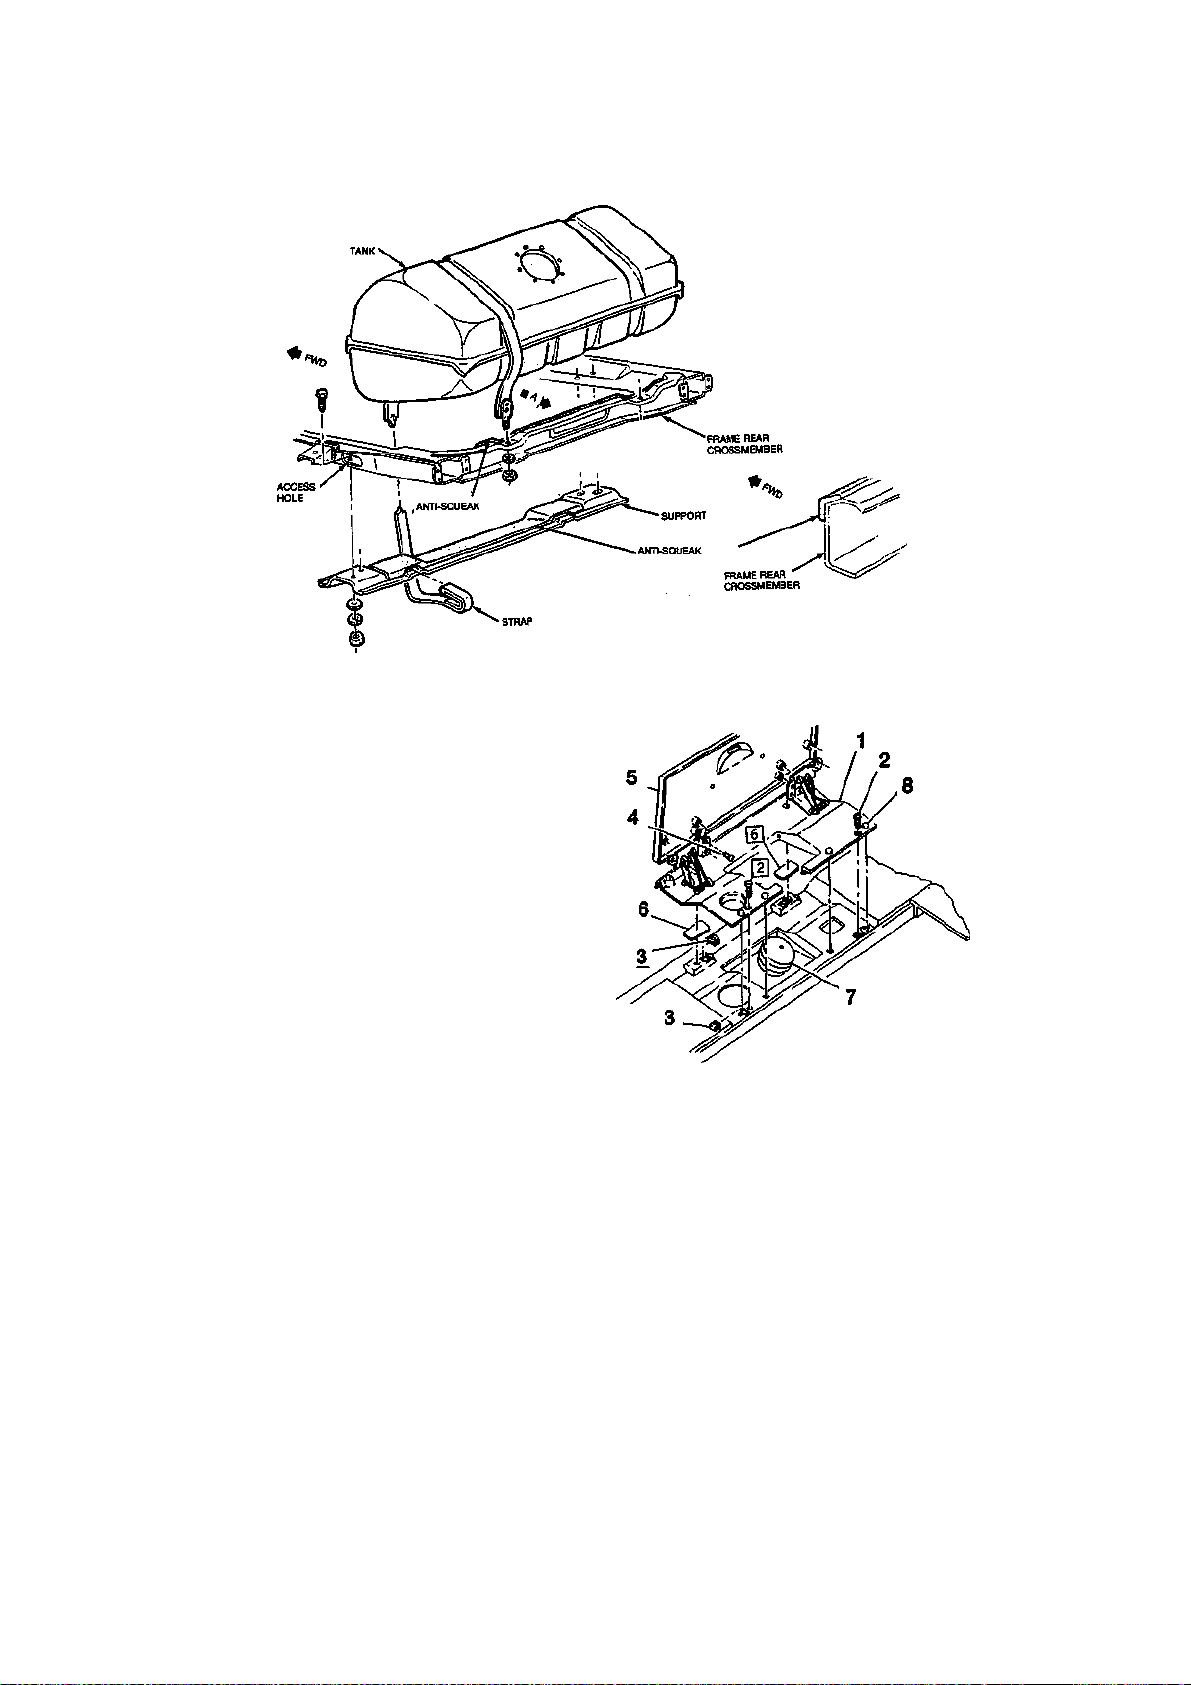 TANK
FWD
A
FRAME REAR
CROSSMEMBER
ACCESS
HOLE
ANTI-SQUEAK
FWD
SUPPORT
ANTI-SQUEAK
FRAME REAR
CROSSMEMBER
STRAP
1
2
5
8
4
6
2
6
3
7
3